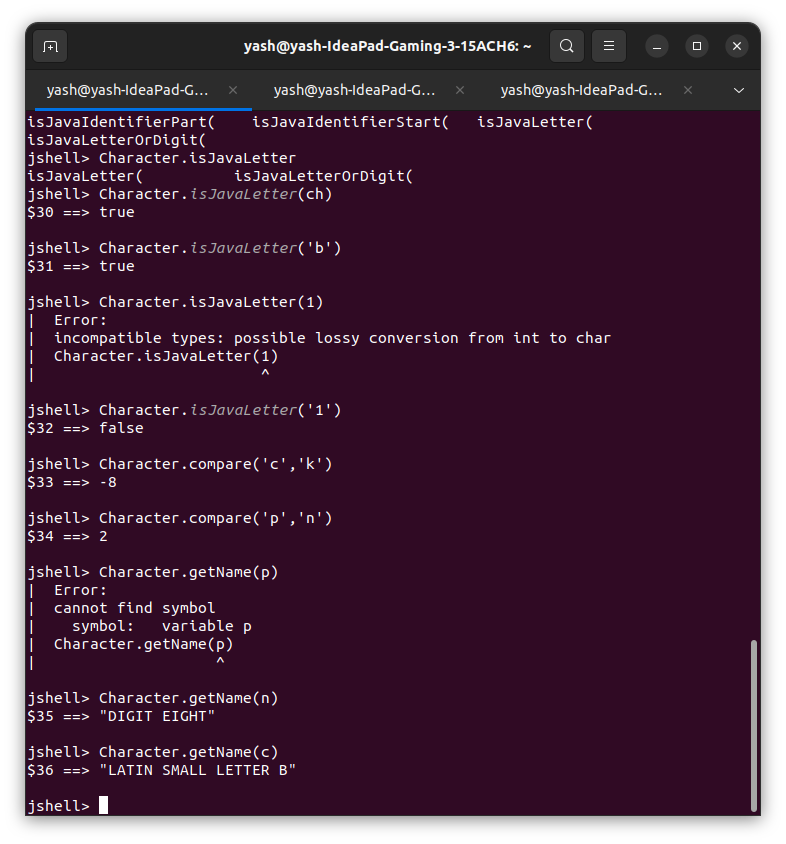 yash@yash-IdeaPad-Gaming-3-15ACH6: ~
yash@yash-IdeaPad-G... × yash@yash-IdeaPad-G... × yash@yash-IdeaPad-G... ×
isJavaIdentifierPart(    isJavaIdentifierStart(   isJavaLetter(
isJavaLetterOrDigit(
jshell> Character.isJavaLetter
isJavaLetter(          isJavaLetterOrDigit(
jshell> Character.isJavaLetter(ch)
$30 ==> true
jshell> Character.isJavaLetter('b')
$31 ==> true
jshell> Character.isJavaLetter(1)
|  Error:
|  incompatible types: possible lossy conversion from int to char
|  Character.isJavaLetter(1)
|                         ^
jshell> Character.isJavaLetter('1')
$32 ==> false
jshell> Character.compare('c','k')
$33 ==> -8
jshell> Character.compare('p','n')
$34 ==> 2
jshell> Character.getName(p)
|  Error:
|  cannot find symbol
|    symbol:   variable p
|  Character.getName(p)
|                    ^
jshell> Character.getName(n)
$35 ==> "DIGIT EIGHT"
jshell> Character.getName(c)
$36 ==> "LATIN SMALL LETTER B"
jshell>